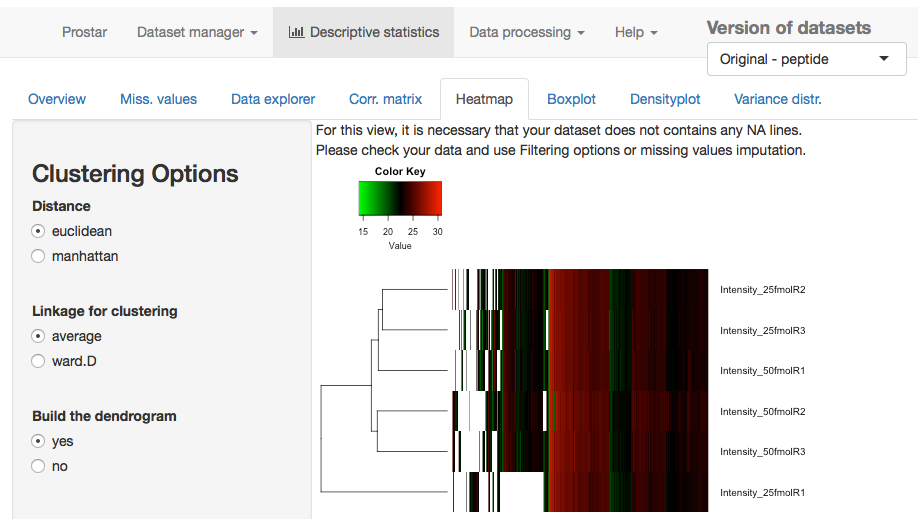 Prostar Dataset manager Descriptive statistics Data processing Help Version of datasets
Original - peptide
Overview Miss. values Data explorer Corr. matrix Heatmap Boxplot Densityplot Variance distr.
For this view, it is necessary that your dataset does not contains any NA lines.
Please check your data and use Filtering options or missing values imputation.
Clustering Options
Distance
euclidean
manhattan
Linkage for clustering
average
ward.D
Build the dendrogram
yes
no
Color Key
15 20 25 30
Value
Intensity_25fmolR2
Intensity_25fmolR3
Intensity_50fmolR1
Intensity_50fmolR2
Intensity_50fmolR3
Intensity_25fmolR1